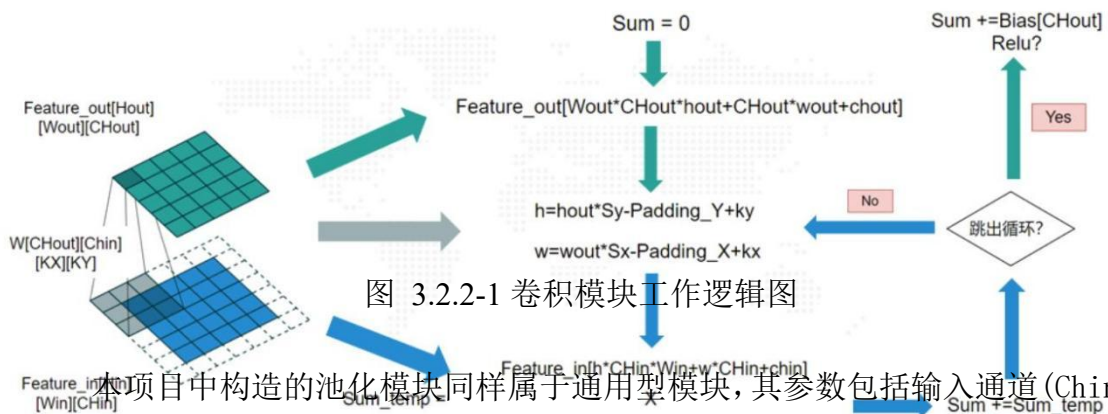 Sum = 0
Sum +=Bias[CHout]
Relu?
Feature_out[Hout]
[Wout][CHout]
Feature_out[Wout*CHout*hout+CHout*wout+chout]
Yes
No
h=hout*Sy-Padding_Y+ky
w=wout*Sx-Padding_X+kx
跳出循环?
W[CHout][Chin]
[KX][KY]
图 3.2.2-1 卷积模块工作逻辑图
Feature_in[h*CHin*Win+w*CHin+chin]
Feature_in[Hin]
[Win][CHin]
本项目中构造的池化模块同样属于通用型模块,其参数包括输入通道(Chin
Sum_temp =
X
Sum +=Sum_temp